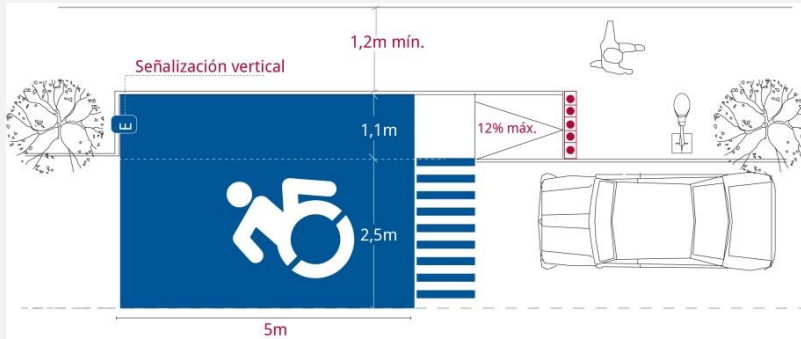 1,2m mín.
Señalización vertical
E
1,1m
12% máx.
2,5m
5m